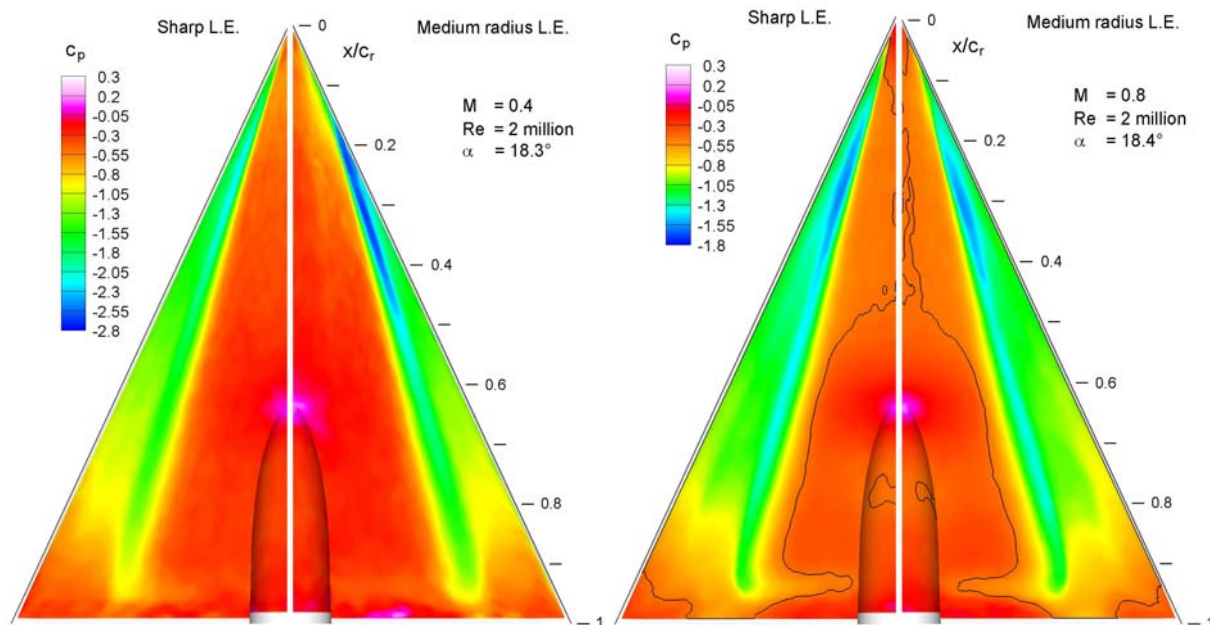 Sharp L.E.
0
Medium radius L.E.
x/cr
cp
0.3
0.2
-0.05
-0.3
-0.55
-0.8
-1.05
-1.3
-1.55
-1.8
-2.05
-2.3
-2.55
-2.8
M = 0.4
Re = 2 million
α = 18.3°
0.2
0.4
0.6
0.8
1
Sharp L.E.
0
Medium radius L.E.
x/cr
cp
0.3
0.2
-0.05
-0.3
-0.55
-0.8
-1.05
-1.3
-1.55
-1.8
M = 0.8
Re = 2 million
α = 18.4°
0.2
0.4
0.6
0.8
1